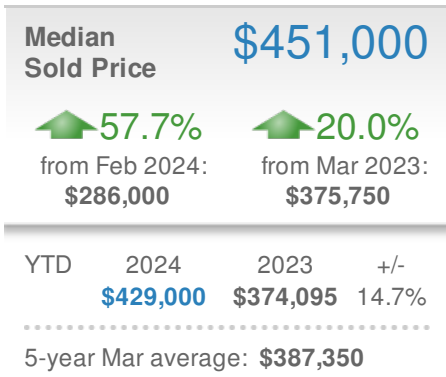 Median
Sold Price
$451,000
57.7% 20.0%
from Feb 2024: from Mar 2023:
$286,000 $375,750
YTD 2024 2023 +/-
$429,000 $374,095 14.7%
5-year Mar average: $387,350